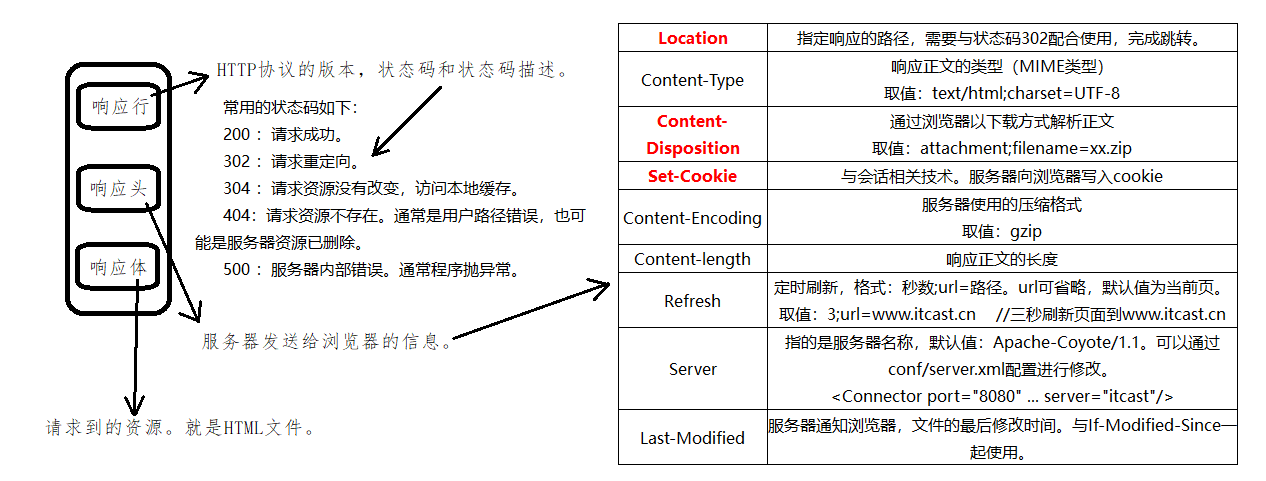 HTTP协议的版本，状态码和状态码描述。
响应行
常用的状态码如下：
200 ：请求成功。
302 ：请求重定向。
响应头
304 ：请求资源没有改变，访问本地缓存。
404：请求资源不存在。通常是用户路径错误，也可
能是服务器资源已删除。
响应体
500 ：服务器内部错误。通常程序抛异常。
服务器发送给浏览器的信息。
请求到的资源。就是HTML文件。
Location
指定响应的路径，需要与状态码302配合使用，完成跳转。
Content-Type
响应正文的类型（MIME类型）
取值：text/html;charset=UTF-8
Content-
Disposition
通过浏览器以下载方式解析正文
取值：attachment;filename=xx.zip
Set-Cookie
与会话相关技术。服务器向浏览器写入cookie
Content-Encoding
服务器使用的压缩格式
取值：gzip
Content-length
响应正文的长度
Refresh
定时刷新，格式：秒数;url=路径。url可省略，默认值为当前页。
取值：3;url=www.itcast.cn //三秒刷新页面到www.itcast.cn
Server
指的是服务器名称，默认值：Apache-Coyote/1.1。可以通过
conf/server.xml配置进行修改。
<Connector port="8080" ... server="itcast"/>
Last-Modified
服务器通知浏览器，文件的最后修改时间。与If-Modified-Since一
起使用。